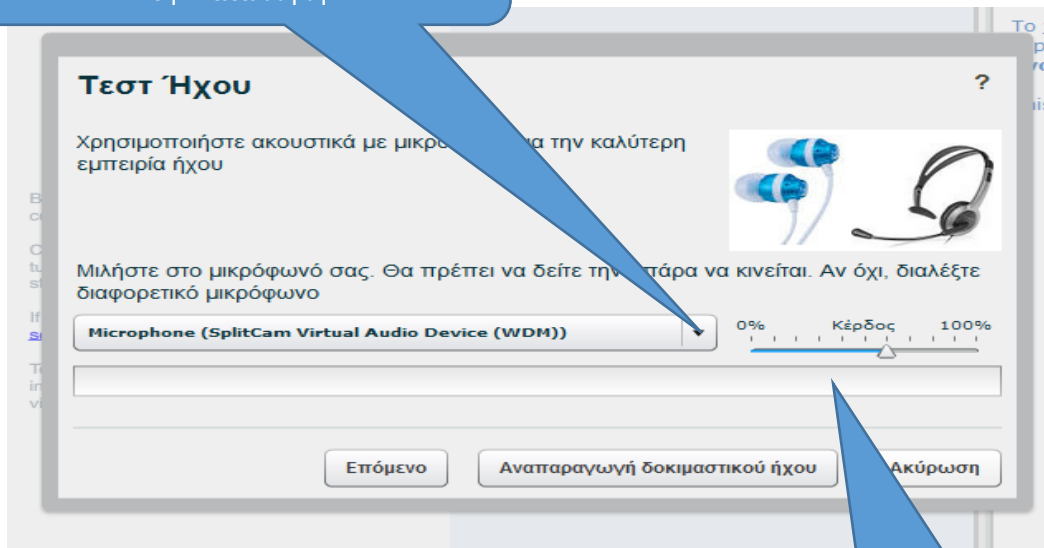 Τεστ Ήχου
?
Χρησιμοποιήστε ακουστικά με την καλύτερη
εμπειρία ήχου
Μιλήστε στο μικρόφωνό σας. Θα πρέπει να δείτε την μπάρα να κινείται. Αν όχι, διαλέξτε
διαφορετικό μικρόφωνο
Microphone (SplitCam Virtual Audio Device (WDM))
0% Κέρδος 100%
Επόμενο
Αναπαραγωγή δοκιμαστικού ήχου
Ακύρωση
Το